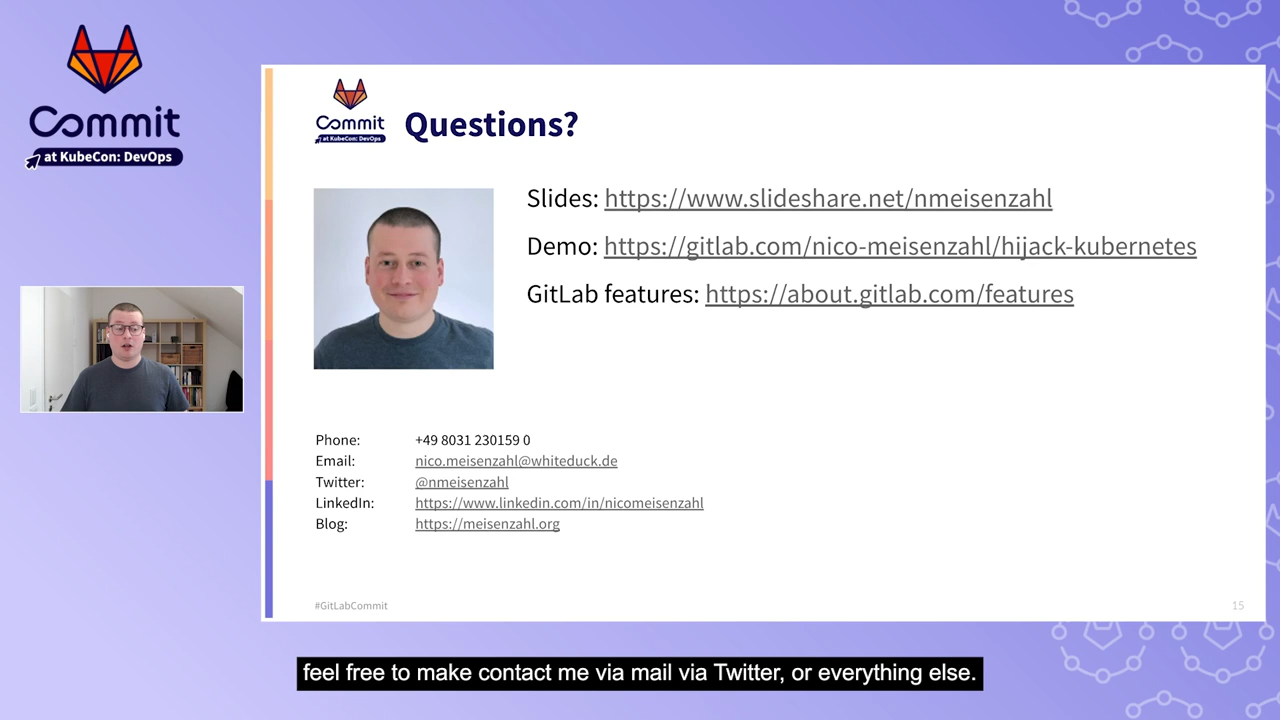 Commit
at KubeCon: DevOps
Commit
at KubeCon: DevOps
Questions?
Slides: https://www.slideshare.net/nmeisenzahl
Demo: https://gitlab.com/nico-meisenzahl/hijack-kubernetes
GitLab features: https://about.gitlab.com/features
Phone: +49 8031 230159 0
Email: nico.meisenzahl@whiteduck.de
Twitter: @nmeisenzahl
LinkedIn: https://www.linkedin.com/in/nicomeisenzahl
Blog: https://meisenzahl.org
#GitLabCommit
15
feel free to make contact me via mail via Twitter, or everything else.